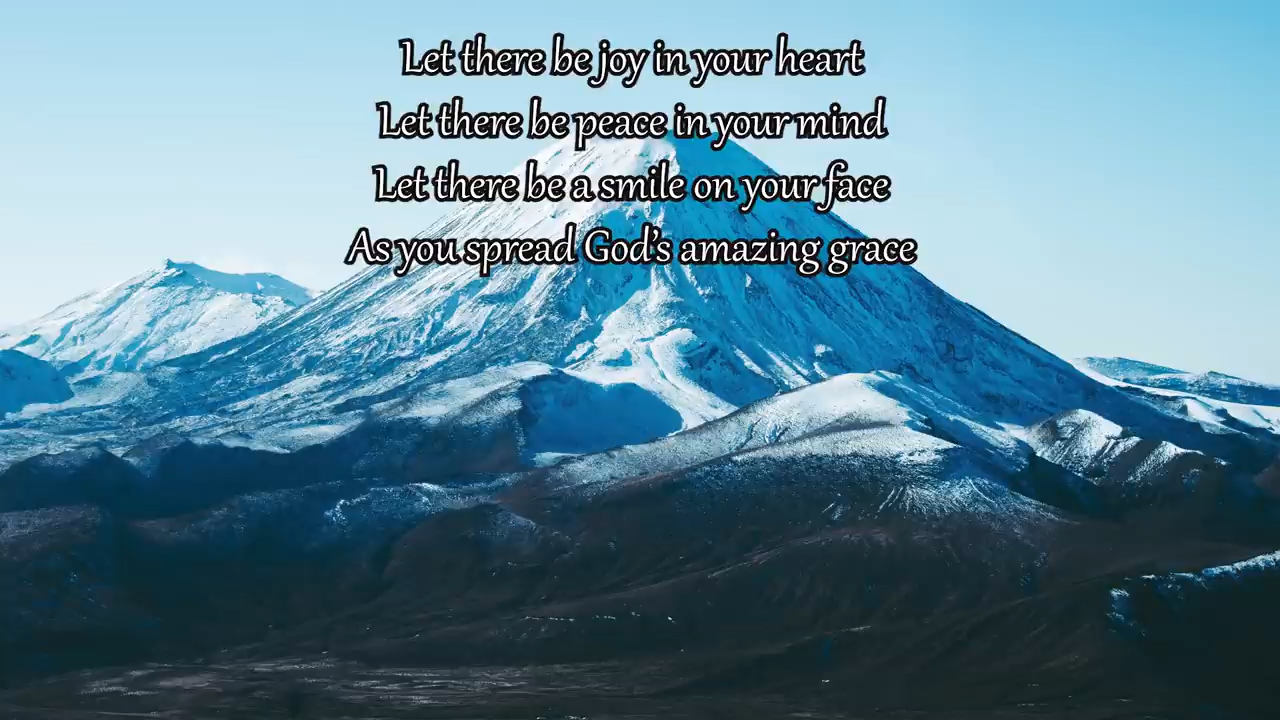 Let there be joy in your heart
Let there be peace in your mind
Let there be a smile on your face
As you spread God's amazing grace